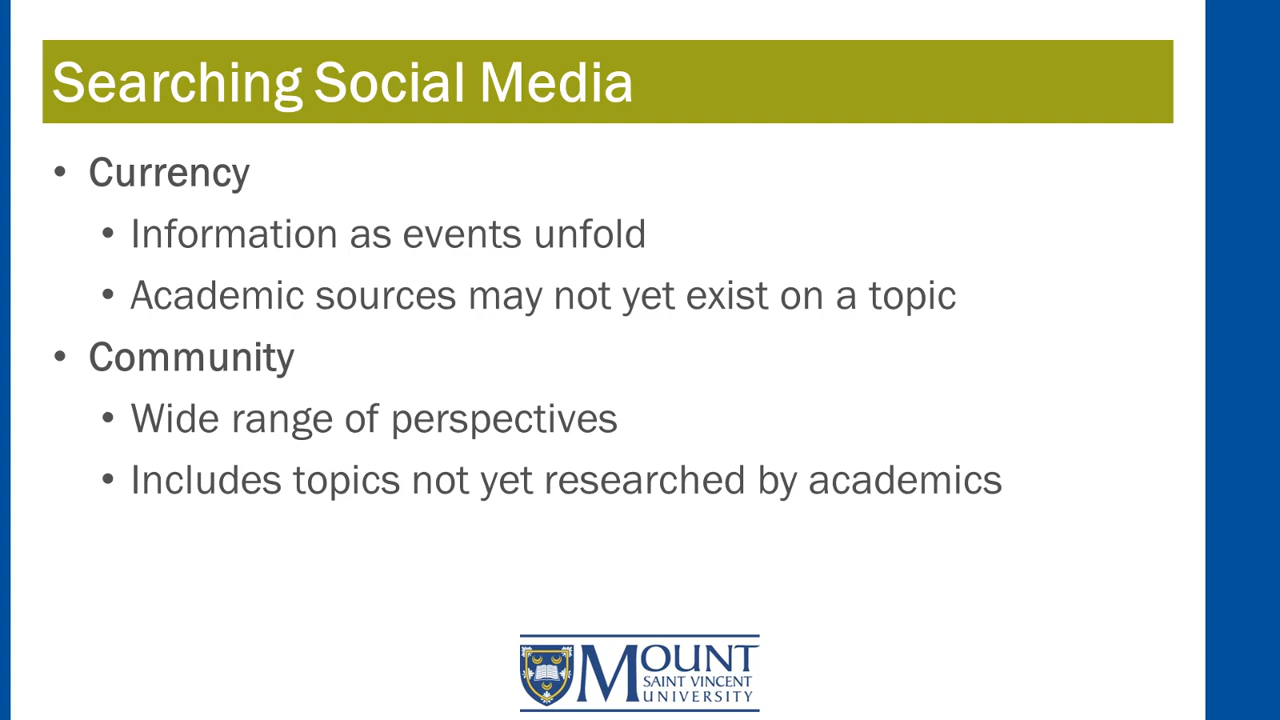 Searching Social Media
• Currency
• Information as events unfold
• Academic sources may not yet exist on a topic
• Community
• Wide range of perspectives
• Includes topics not yet researched by academics
MOUNT
SAINT VINCENT
UNIVERSITY